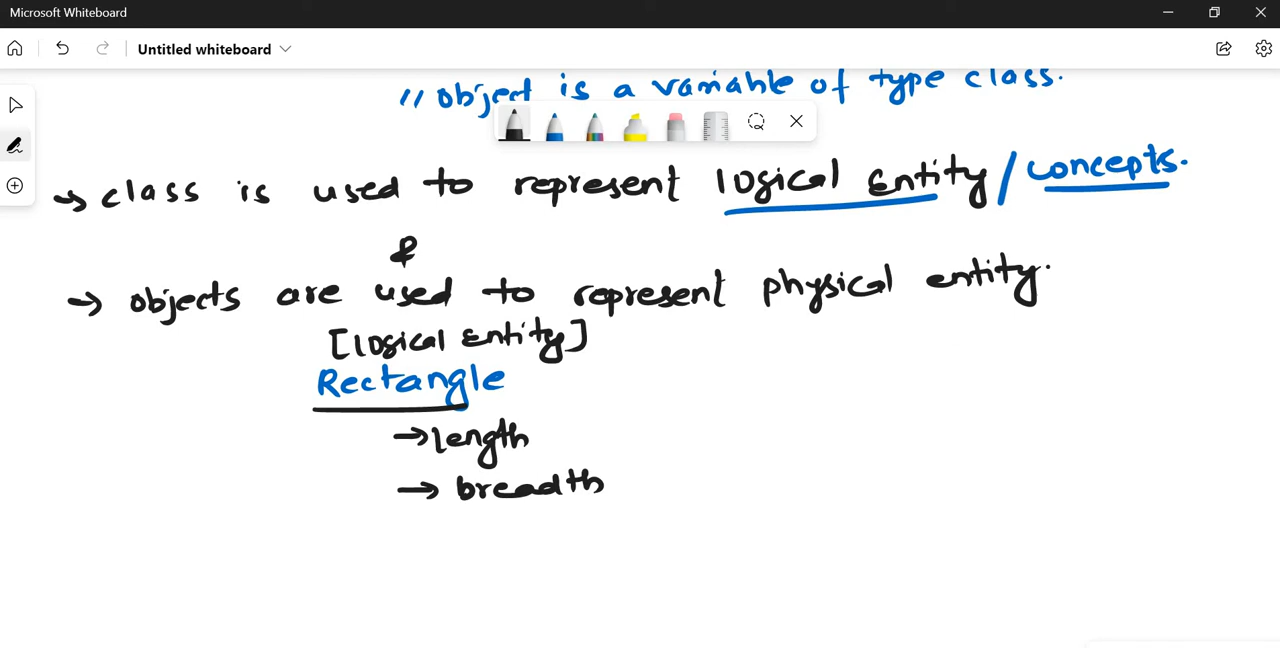 Microsoft Whiteboard
Untitled whiteboard
// object is a variable of type class.
→ class is used to represent logical Entity / concepts.
&
→ objects are used to represent physical entity.
[logical Entity]
Rectangle
→ length
→ breadth